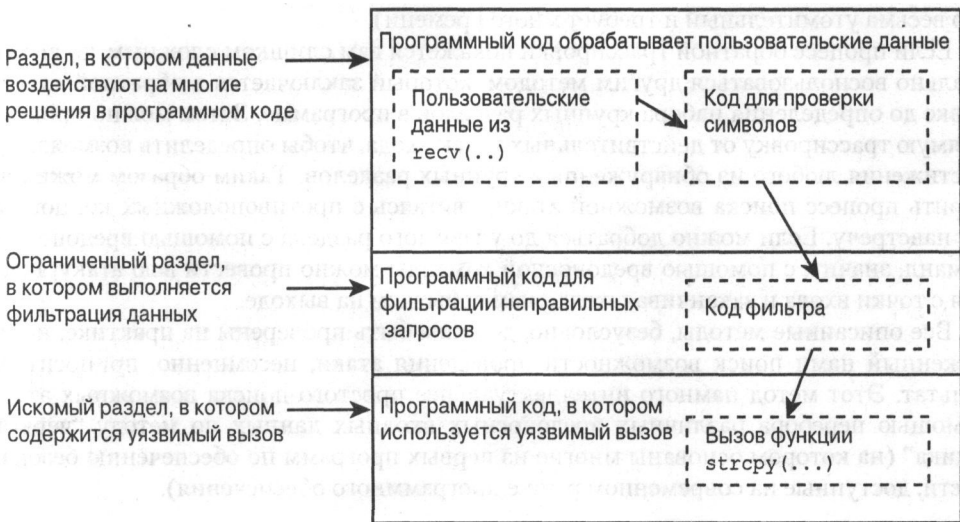 Программный код обрабатывает пользовательские данные
Раздел, в котором данные
воздействуют на многие
решения в программном коде
Пользовательские
данные из
recv(..)
Код для проверки
символов
Ограниченный раздел,
в котором выполняется
фильтрация данных
Программный код для
фильтрации неправильных
запросов
Код фильтра
Искомый раздел, в котором
содержится уязвимый вызов
Программный код, в котором
используется уязвимый вызов
Вызов функции
strcpy(...)